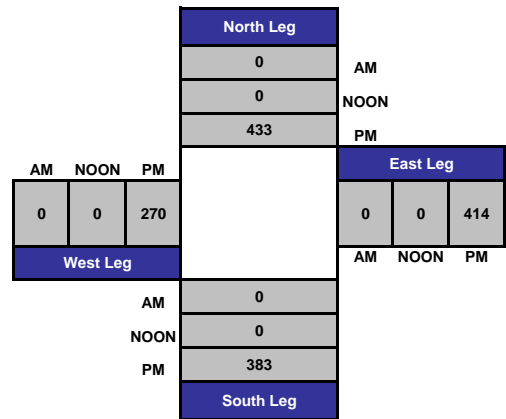 North Leg
0 AM
0 NOON
433 PM
AM NOON PM East Leg
0 0 270 0 0 414
West Leg AM NOON PM
AM 0
NOON 0
PM 383
South Leg